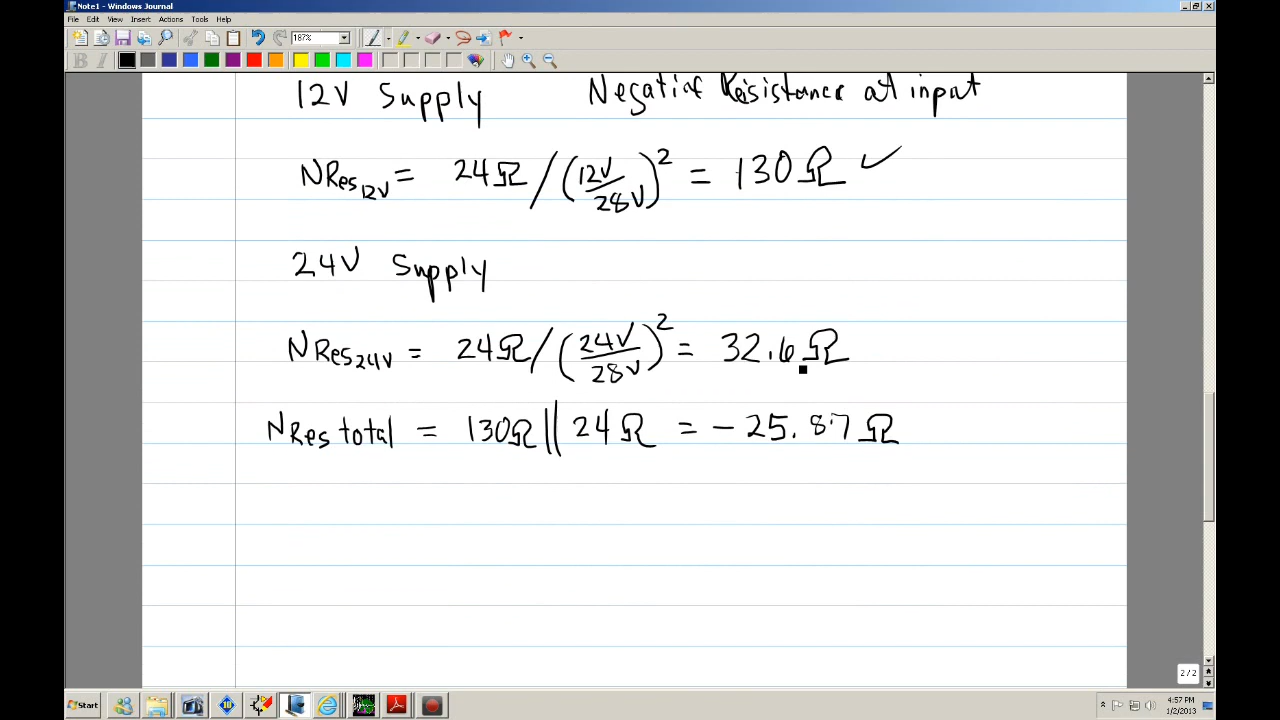 Note1 - Windows Journal
File Edit View Insert Actions Tools Help
187%
B I
12V Supply Negative Resistance at input
NRes12V = 24Ω / (12V/28V)² = 130Ω ✓
24V Supply
NRes24V = 24Ω / (24V/28V)² = 32.6Ω
NRes total = 130Ω || 24Ω = -25.87Ω
2/2
Start
4:57 PM
1/2/2013